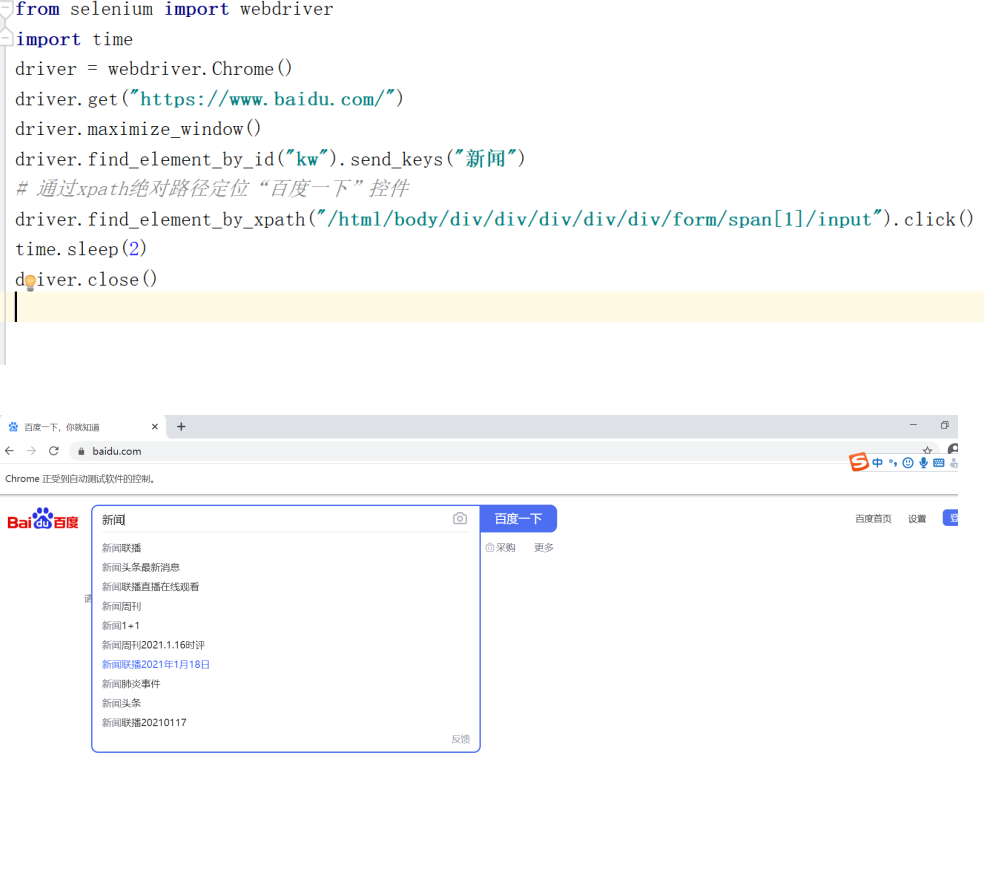 from selenium import webdriver
import time
driver = webdriver.Chrome()
driver.get("https://www.baidu.com/")
driver.maximize_window()
driver.find_element_by_id("kw").send_keys("新闻")
# 通过xpath绝对路径定位“百度一下”控件
driver.find_element_by_xpath("/html/body/div/div/div/div/div/form/span[1]/input").click()
time.sleep(2)
driver.close()
百度一下，你就知道
baidu.com
中
Chrome 正受到自动测试软件的控制。
Bai du 百度
新闻
百度一下
百度首页
设置
登
采购
更多
新闻联播
新闻头条最新消息
新闻联播直播在线观看
请
新闻周刊
新闻1+1
新闻周刊2021.1.16时评
新闻联播2021年1月18日
新闻肺炎事件
新闻头条
新闻联播20210117
反馈